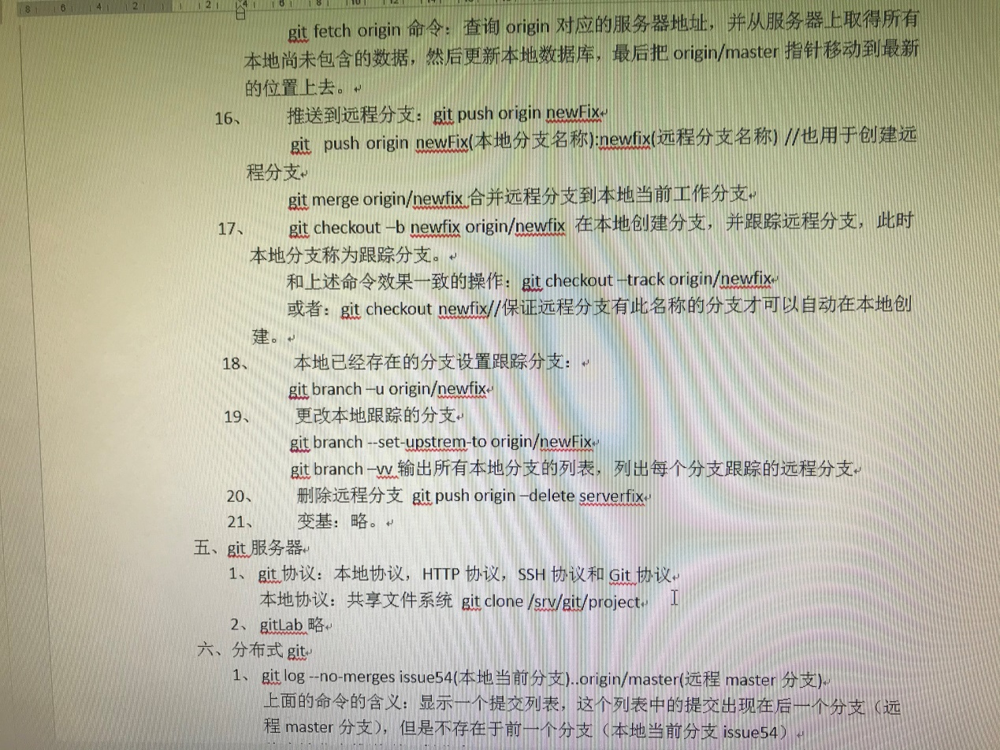 8 6 4 2 2 4 6 8 10 12
git fetch origin 命令：查询 origin 对应的服务器地址，并从服务器上取得所有
本地尚未包含的数据，然后更新本地数据库，最后把 origin/master 指针移动到最新
的位置上去。
16、 推送到远程分支：git push origin newFix
git push origin newFix(本地分支名称):newfix(远程分支名称) //也用于创建远
程分支
git merge origin/newfix 合并远程分支到本地当前工作分支
17、 git checkout –b newfix origin/newfix 在本地创建分支，并跟踪远程分支，此时
本地分支称为跟踪分支。
和上述命令效果一致的操作：git checkout –track origin/newfix
或者：git checkout newfix//保证远程分支有此名称的分支才可以自动在本地创
建。
18、 本地已经存在的分支设置跟踪分支：
git branch –u origin/newfix
19、 更改本地跟踪的分支
git branch --set-upstrem-to origin/newFix
git branch –vv 输出所有本地分支的列表，列出每个分支跟踪的远程分支
20、 删除远程分支 git push origin –delete serverfix
21、 变基：略。
五、git 服务器
1、 git 协议：本地协议，HTTP 协议，SSH 协议和 Git 协议
本地协议：共享文件系统 git clone /srv/git/project
2、 gitLab 略
六、分布式 git
1、 git log --no-merges issue54(本地当前分支)..origin/master(远程 master 分支)
上面的命令的含义：显示一个提交列表，这个列表中的提交出现在后一个分支（远
程 master 分支），但是不存在于前一个分支（本地当前分支 issue54）